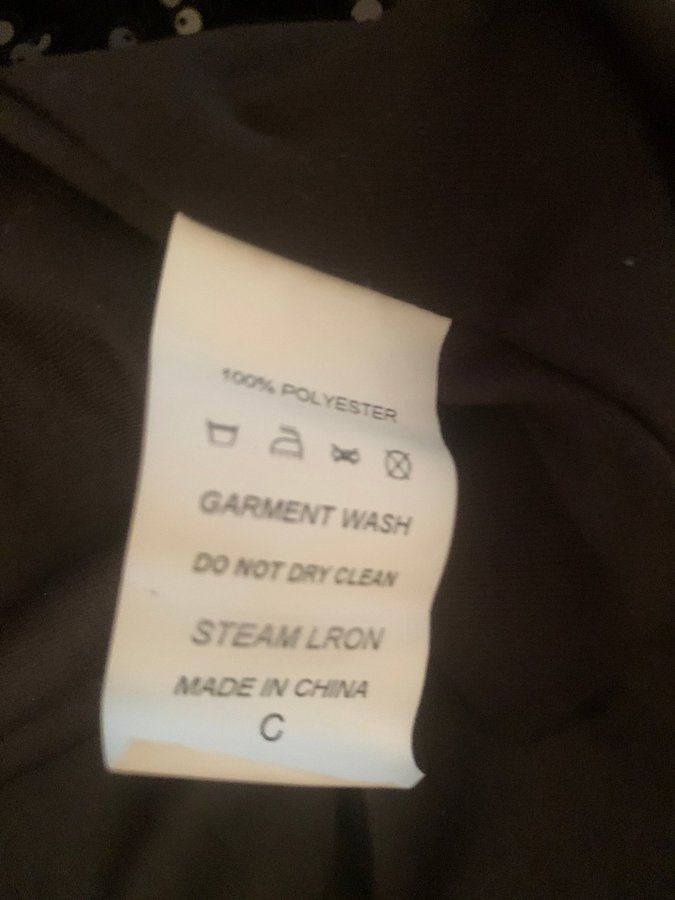 100% POLYESTER
GARMENT WASH
DO NOT DRY CLEAN
STEAM LRON
MADE IN CHINA
C